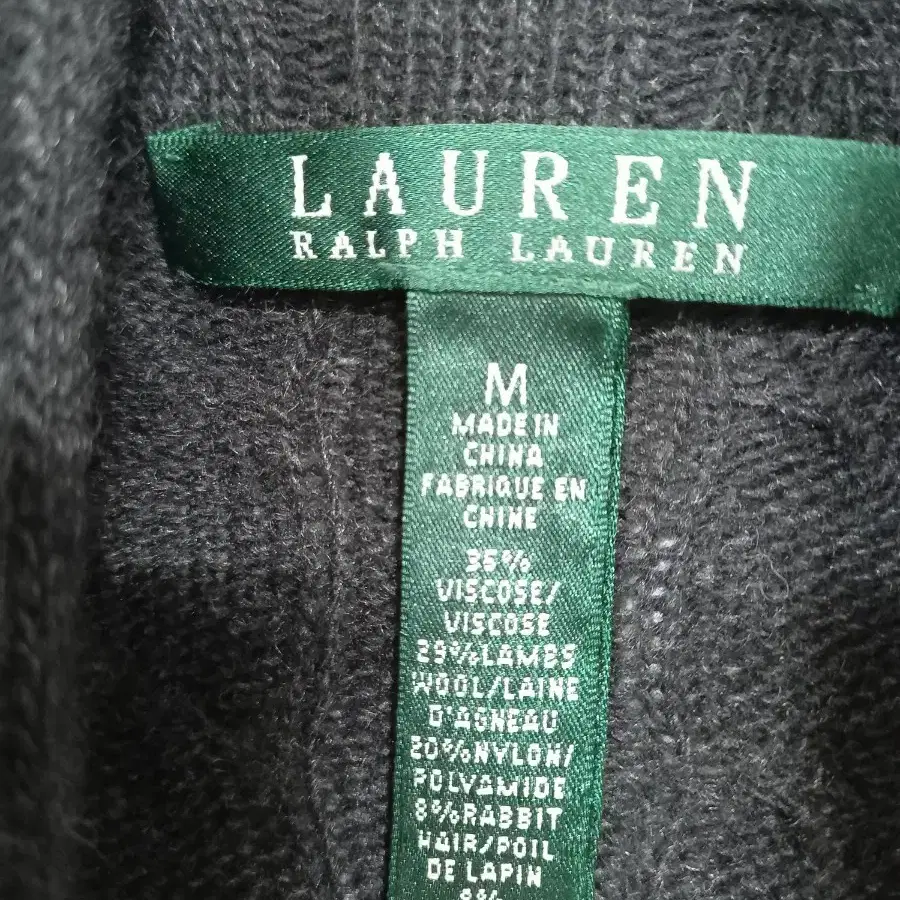 LAUREN
RALPH LAUREN
M
MADE IN
CHINA
FABRIQUE EN
CHINE
35%
VISCOSE/
VISCOSE
29%LAMBS
WOOL/LAINE
D'AGNEAU
20%NYLON/
POLYAMIDE
8%RABBIT
HAIR/POIL
DE LAPIN